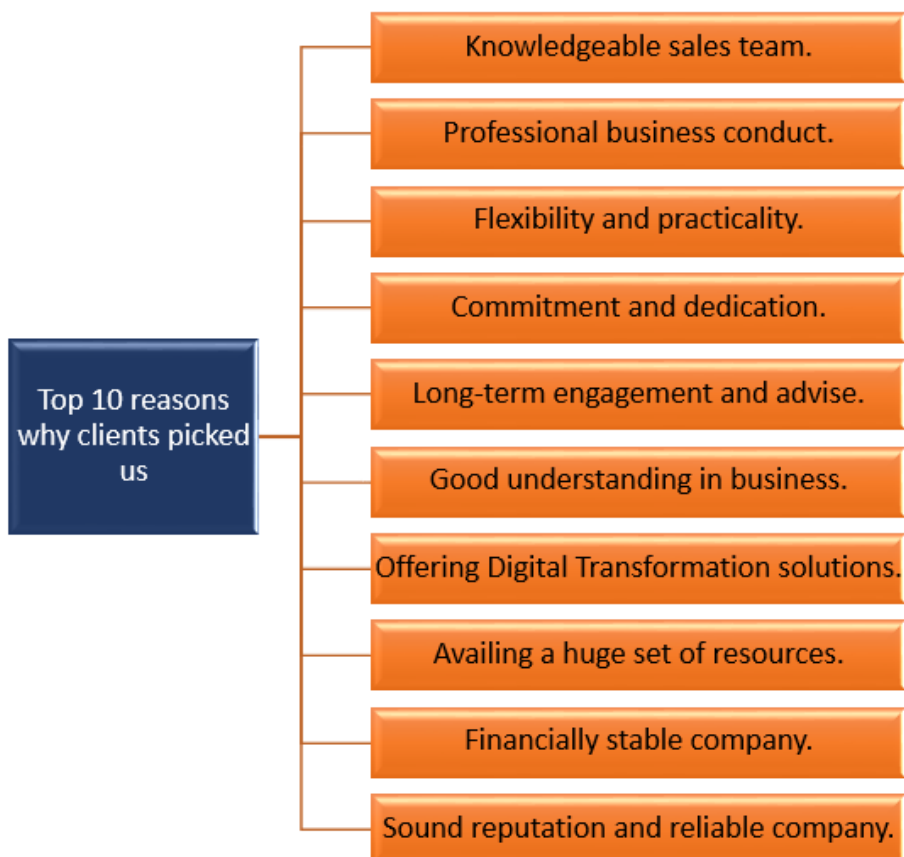 Knowledgeable sales team.
Professional business conduct.
Flexibility and practicality.
Commitment and dedication.
Top 10 reasons
why clients picked
us
Long-term engagement and advise.
Good understanding in business.
Offering Digital Transformation solutions.
Availing a huge set of resources.
Financially stable company.
Sound reputation and reliable company.